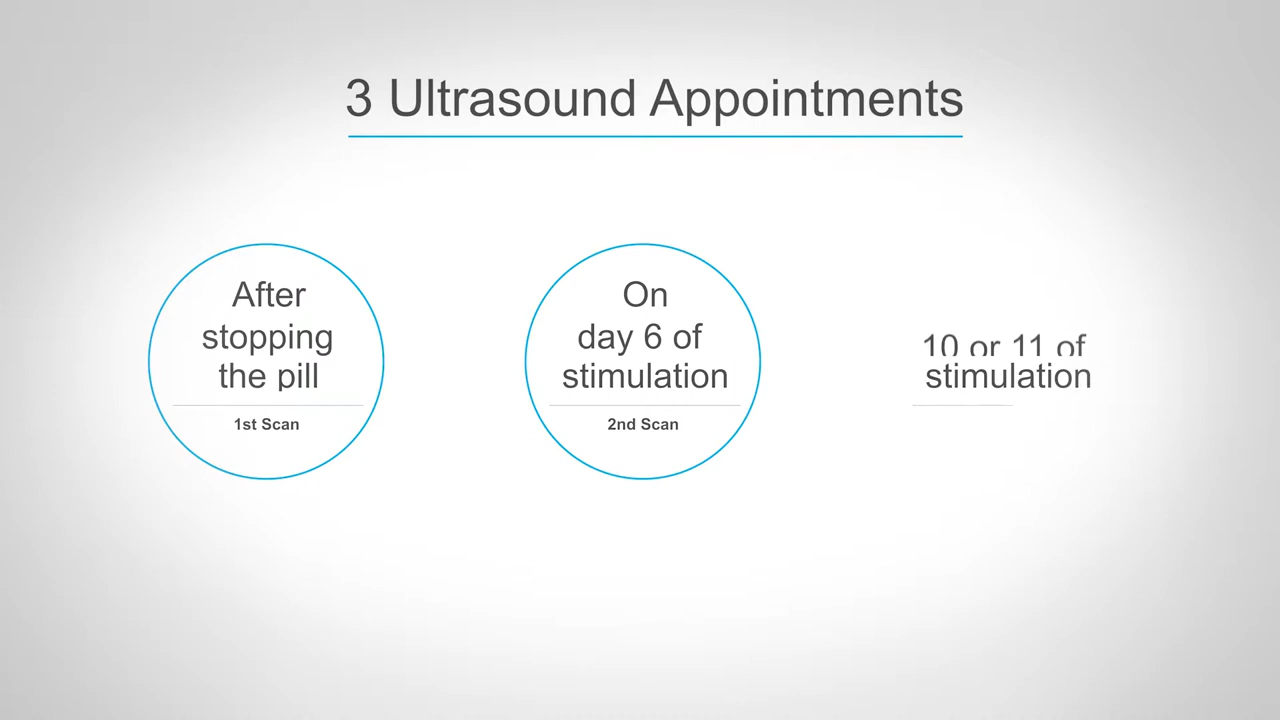 3 Ultrasound Appointments
After
stopping
the pill
1st Scan
On
day 6 of
stimulation
2nd Scan
10 or 11 of
stimulation